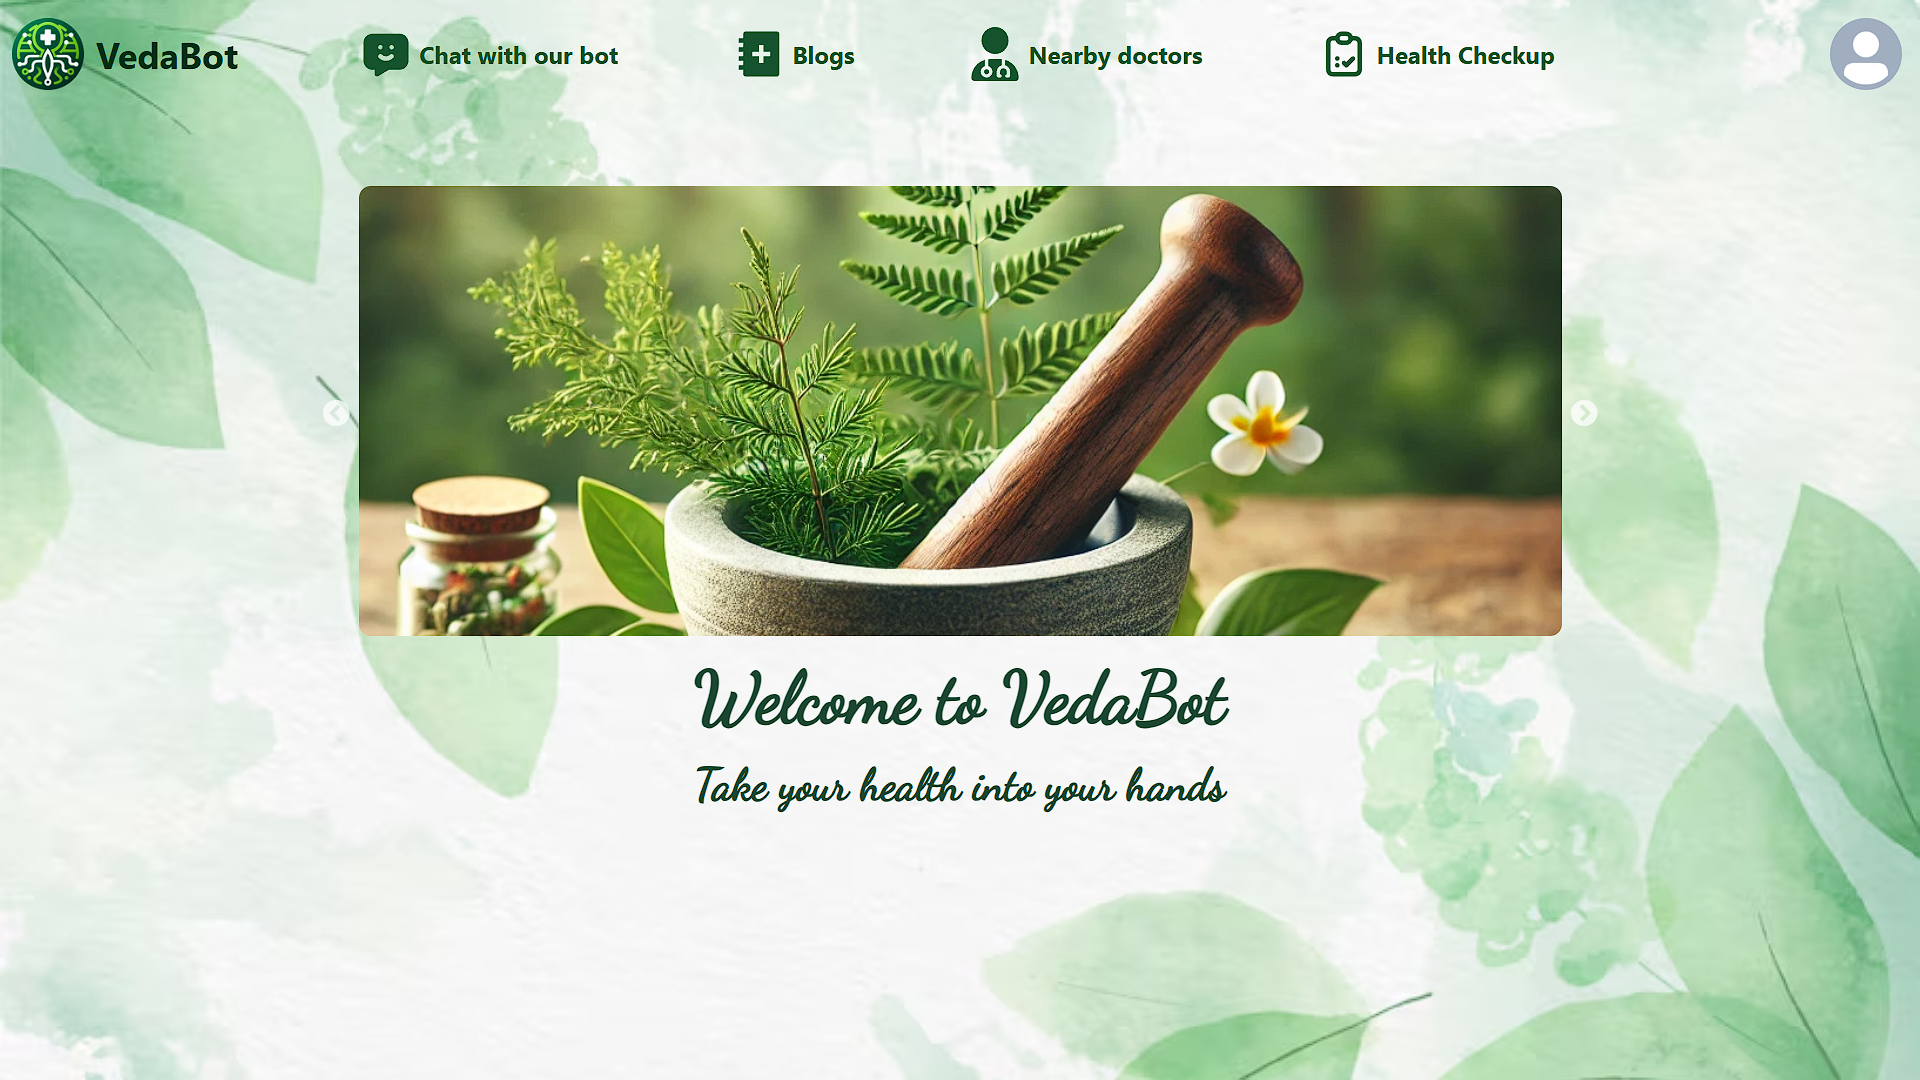 VedaBot
Chat with our bot
Blogs
Nearby doctors
Health Checkup
Welcome to VedaBot
Take your health into your hands